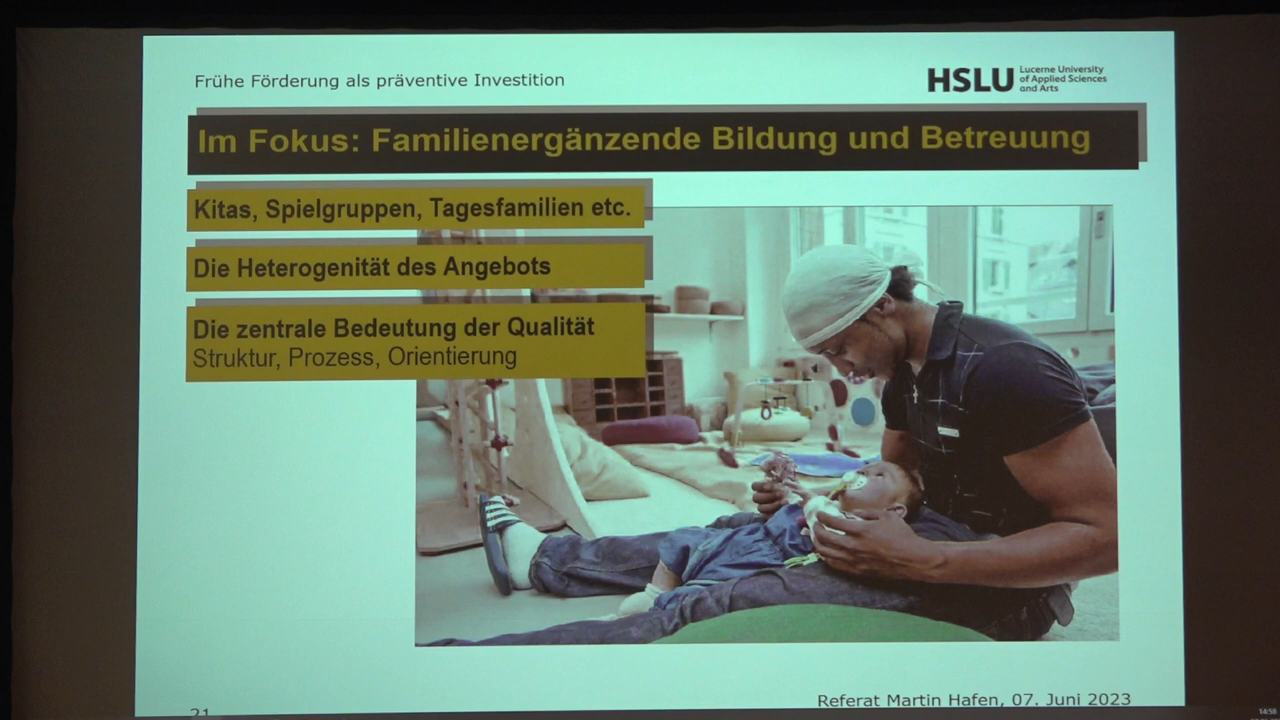 Frühe Förderung als präventive Investition
HSLU Lucerne University
of Applied Sciences
and Arts
Im Fokus: Familienergänzende Bildung und Betreuung
Kitas, Spielgruppen, Tagesfamilien etc.
Die Heterogenität des Angebots
Die zentrale Bedeutung der Qualität
Struktur, Prozess, Orientierung
21
Referat Martin Hafen, 07. Juni 2023
14:58